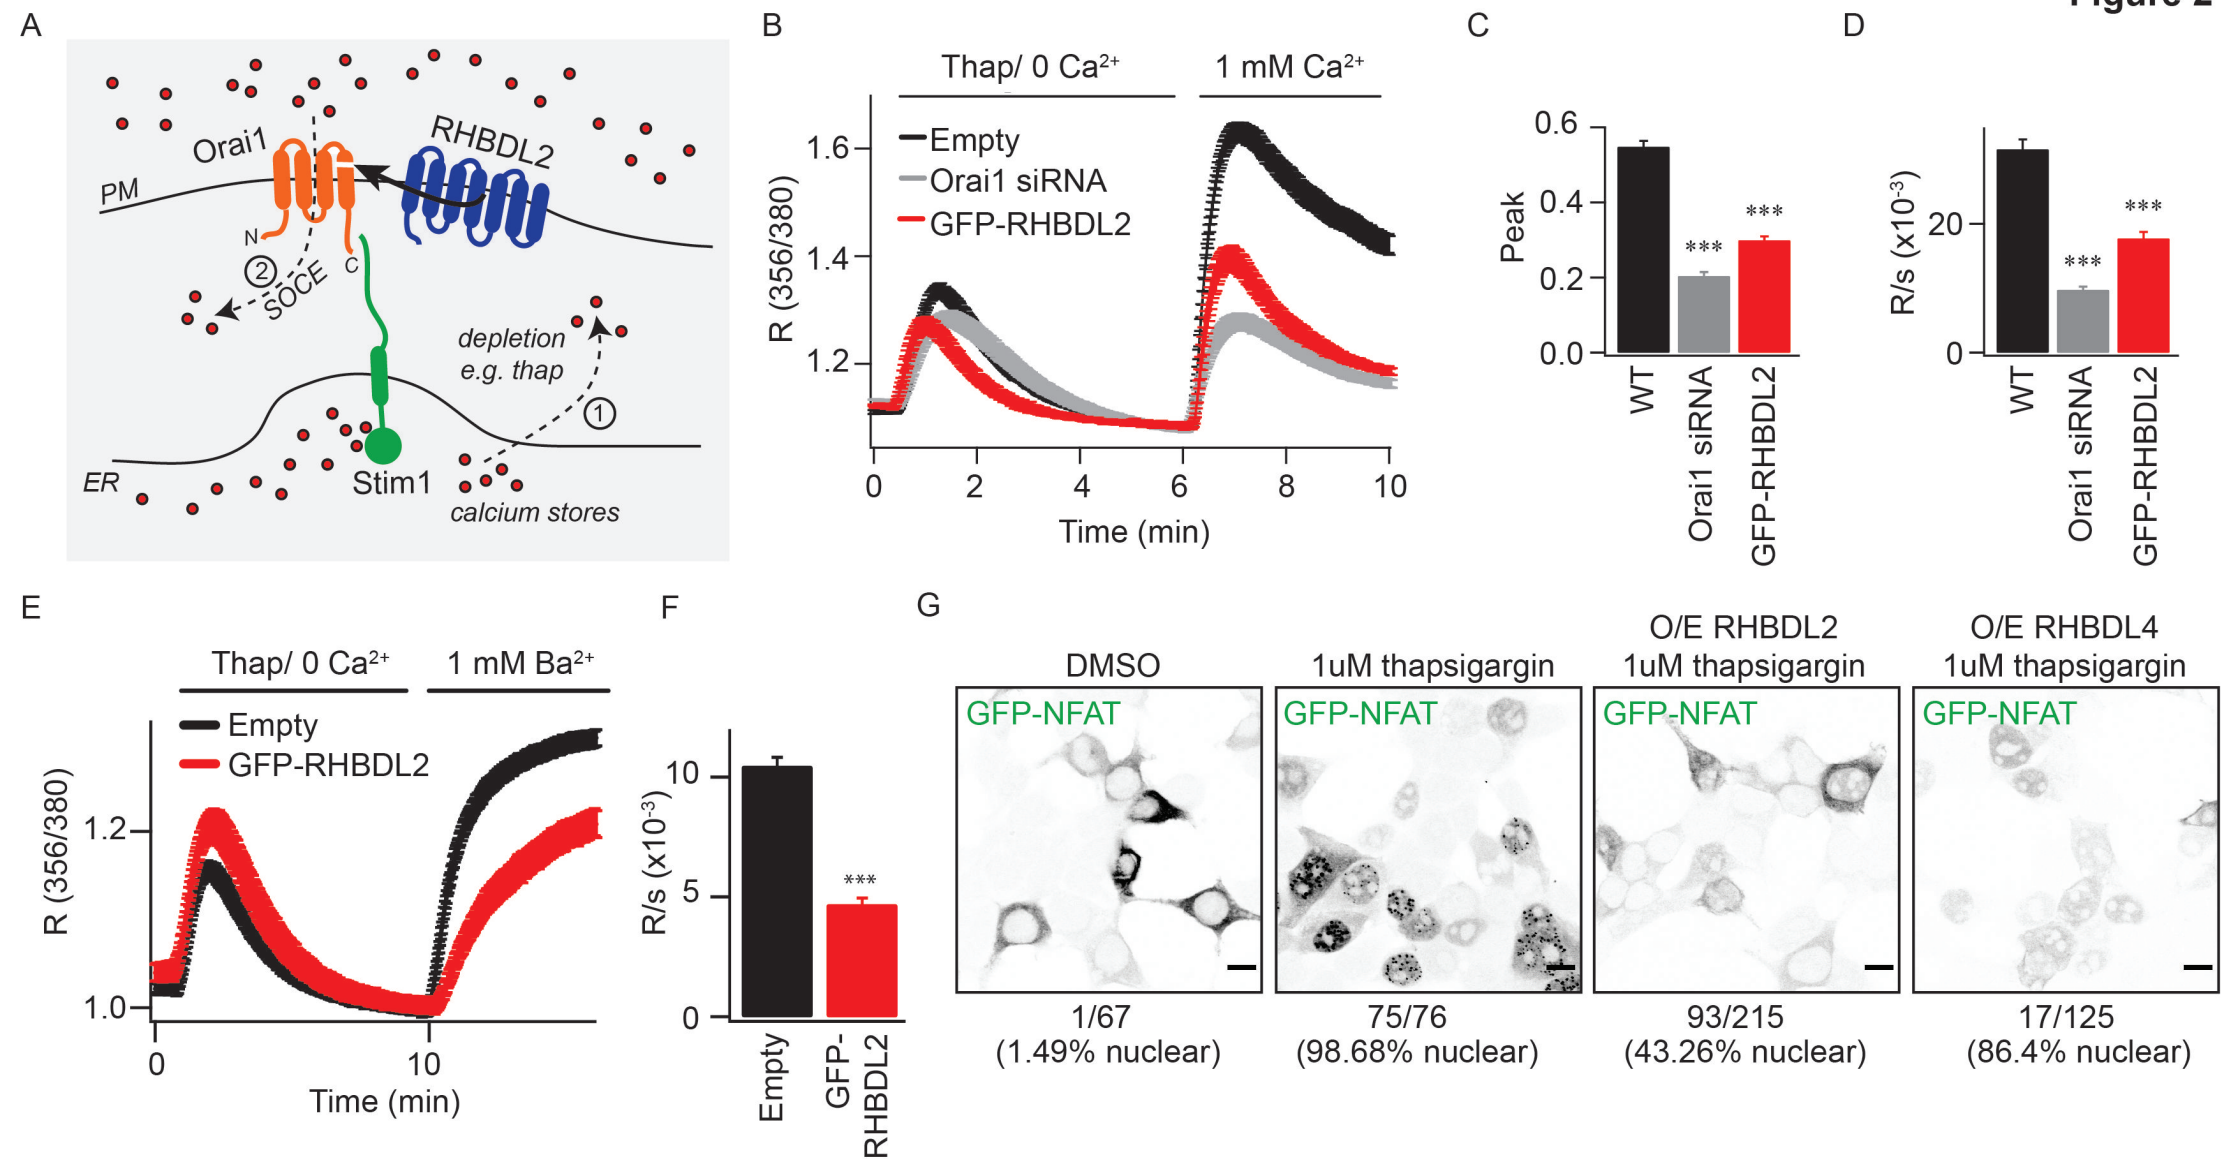 Figure 2
A
Orai1
RHBDL2
PM
N
C
2
SOCE
depletion
e.g. thap
1
ER
Stim1
calcium stores
B
Thap/ 0 Ca²⁺
1 mM Ca²⁺
Empty
Orai1 siRNA
GFP-RHBDL2
R (356/380)
1.6
1.4
1.2
0 2 4 6 8 10
Time (min)
C
Peak
0.6
0.4
0.2
0.0
***
***
WT
Orai1 siRNA
GFP-RHBDL2
D
R/s (x10⁻³)
20
0
***
***
WT
Orai1 siRNA
GFP-RHBDL2
E
Thap/ 0 Ca²⁺
1 mM Ba²⁺
Empty
GFP-RHBDL2
R (356/380)
1.2
1.0
0 10
Time (min)
F
R/s (x10⁻³)
10
5
0
***
Empty
GFP-
RHBDL2
G
DMSO
GFP-NFAT
1/67
(1.49% nuclear)
1uM thapsigargin
GFP-NFAT
75/76
(98.68% nuclear)
O/E RHBDL2
1uM thapsigargin
GFP-NFAT
93/215
(43.26% nuclear)
O/E RHBDL4
1uM thapsigargin
GFP-NFAT
17/125
(86.4% nuclear)